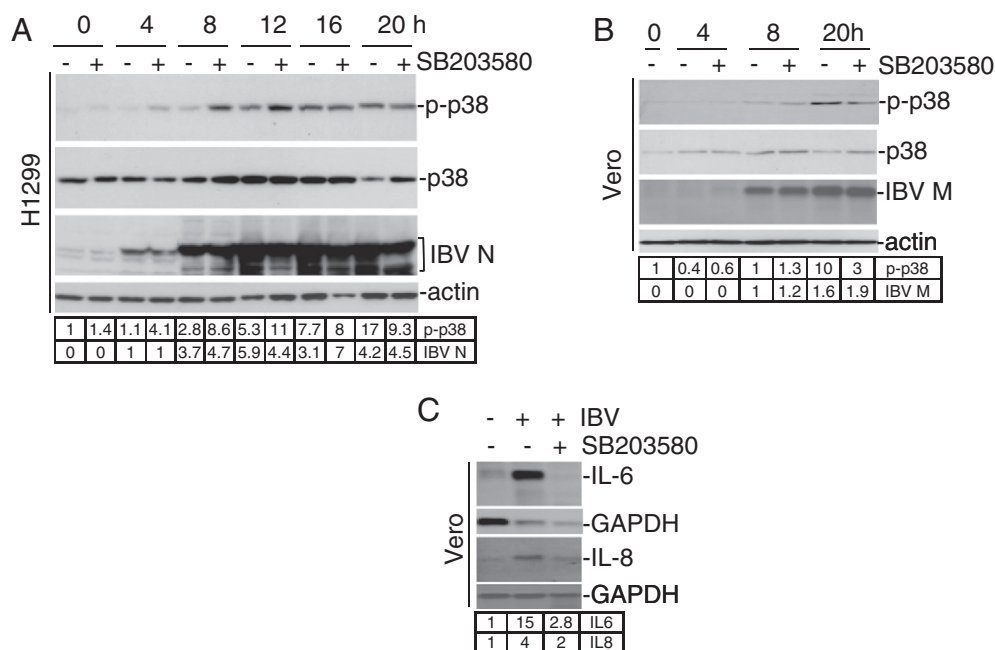 A
0 4 8 12 16 20 h
- + - + - + - + - + - + SB203580
H1299
-p-p38
-p38
IBV N
-actin
1 1.4 1.1 4.1 2.8 8.6 5.3 11 7.7 8 17 9.3 p-p38
0 0 1 1 3.7 4.7 5.9 4.4 3.1 7 4.2 4.5 IBV N
B
0 4 8 20h
- - + - + - + SB203580
Vero
-p-p38
-p38
-IBV M
-actin
1 0.4 0.6 1 1.3 10 3 p-p38
0 0 0 1 1.2 1.6 1.9 IBV M
C
- + + IBV
- - + SB203580
Vero
-IL-6
-GAPDH
-IL-8
-GAPDH
1 15 2.8 IL6
1 4 2 IL8